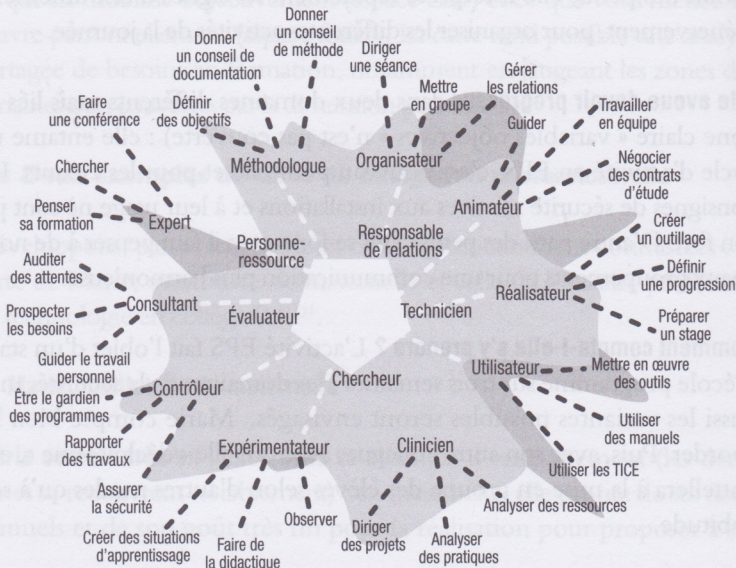 Donner
un conseil
de méthode
Donner
un conseil de
documentation
Diriger
une séance
Gérer
les relations
Mettre
en groupe
Faire
une conférence
Définir
des objectifs
Guider
Travailler
en équipe
Chercher
Méthodologue
Organisateur
Négocier
des contrats
d'étude
Penser
sa formation
Expert
Animateur
Personne-
ressource
Responsable
de relations
Créer
un outillage
Auditer
des attentes
Définir
une progression
Consultant
Réalisateur
Prospecter
les besoins
Évaluateur
Technicien
Préparer
un stage
Guider le travail
personnel
Utilisateur
Mettre en œuvre
des outils
Contrôleur
Chercheur
Être le gardien
des programmes
Utiliser
des manuels
Rapporter
des travaux
Expérimentateur
Clinicien
Utiliser les TICE
Assurer
la sécurité
Analyser des ressources
Créer des situations
d'apprentissage
Observer
Faire de
la didactique
Diriger
des projets
Analyser
des pratiques